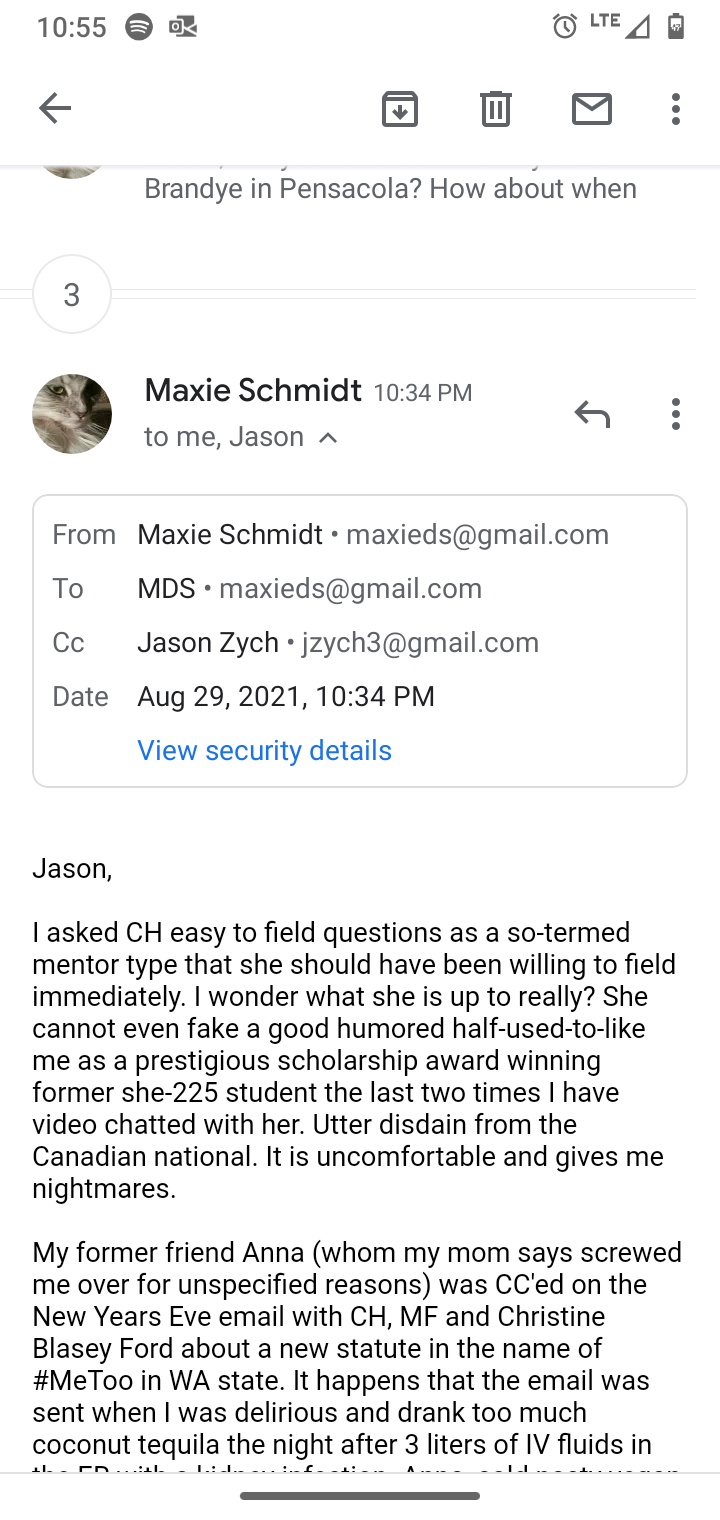 10:55
LTE
Brandye in Pensacola? How about when
3
Maxie Schmidt 10:34 PM
to me, Jason
From Maxie Schmidt • maxieds@gmail.com
To MDS • maxieds@gmail.com
Cc Jason Zych • jzych3@gmail.com
Date Aug 29, 2021, 10:34 PM
View security details
Jason,
I asked CH easy to field questions as a so-termed
mentor type that she should have been willing to field
immediately. I wonder what she is up to really? She
cannot even fake a good humored half-used-to-like
me as a prestigious scholarship award winning
former she-225 student the last two times I have
video chatted with her. Utter disdain from the
Canadian national. It is uncomfortable and gives me
nightmares.
My former friend Anna (whom my mom says screwed
me over for unspecified reasons) was CC'ed on the
New Years Eve email with CH, MF and Christine
Blasey Ford about a new statute in the name of
#MeToo in WA state. It happens that the email was
sent when I was delirious and drank too much
coconut tequila the night after 3 liters of IV fluids in